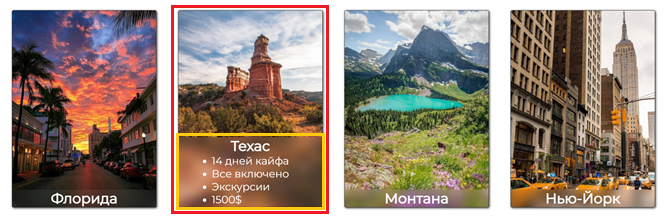 Флорида
Техас
• 14 дней кайфа
• Все включено
• Экскурсии
• 1500$
Монтана
Нью-Йорк